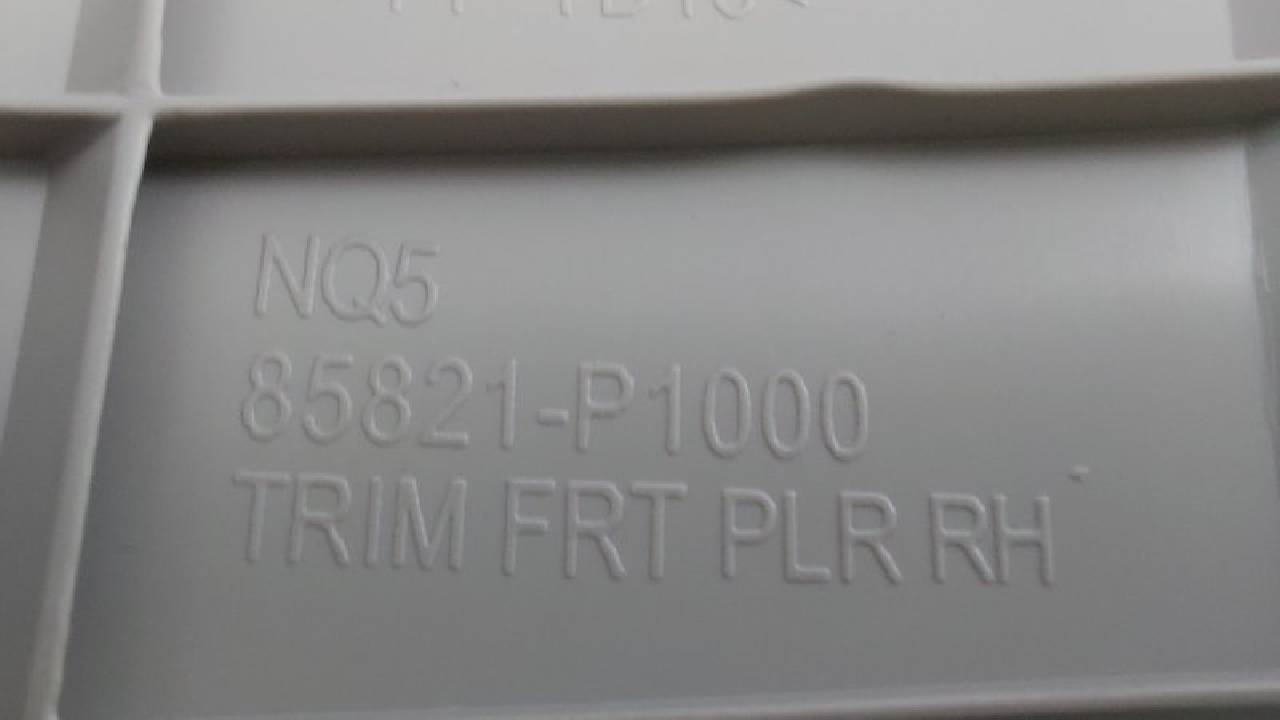 NQ5
85821-P1000
TRIM FRT PLR RH